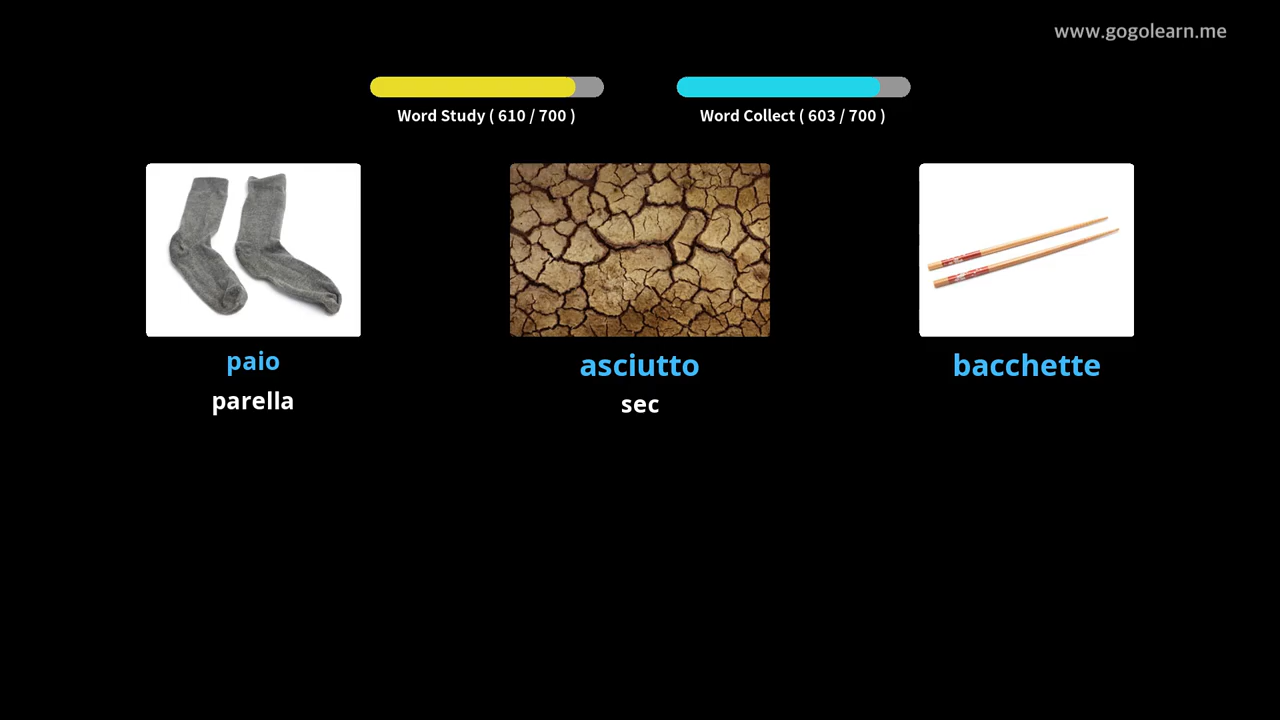 www.gogolearn.me
Word Study ( 610 / 700 )
Word Collect ( 603 / 700 )
paio
parella
asciutto
sec
bacchette